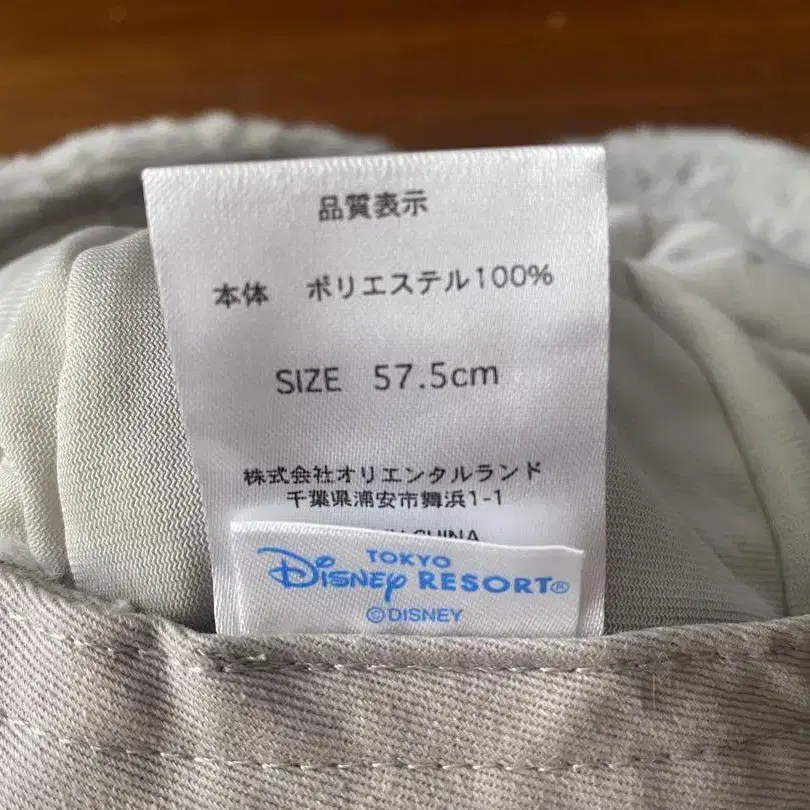 品質表示
本体 ポリエステル100%
SIZE 57.5cm
株式会社オリエンタルランド
千葉県浦安市舞浜1-1
CHINA
TOKYO
DISNEY RESORT®
©DISNEY